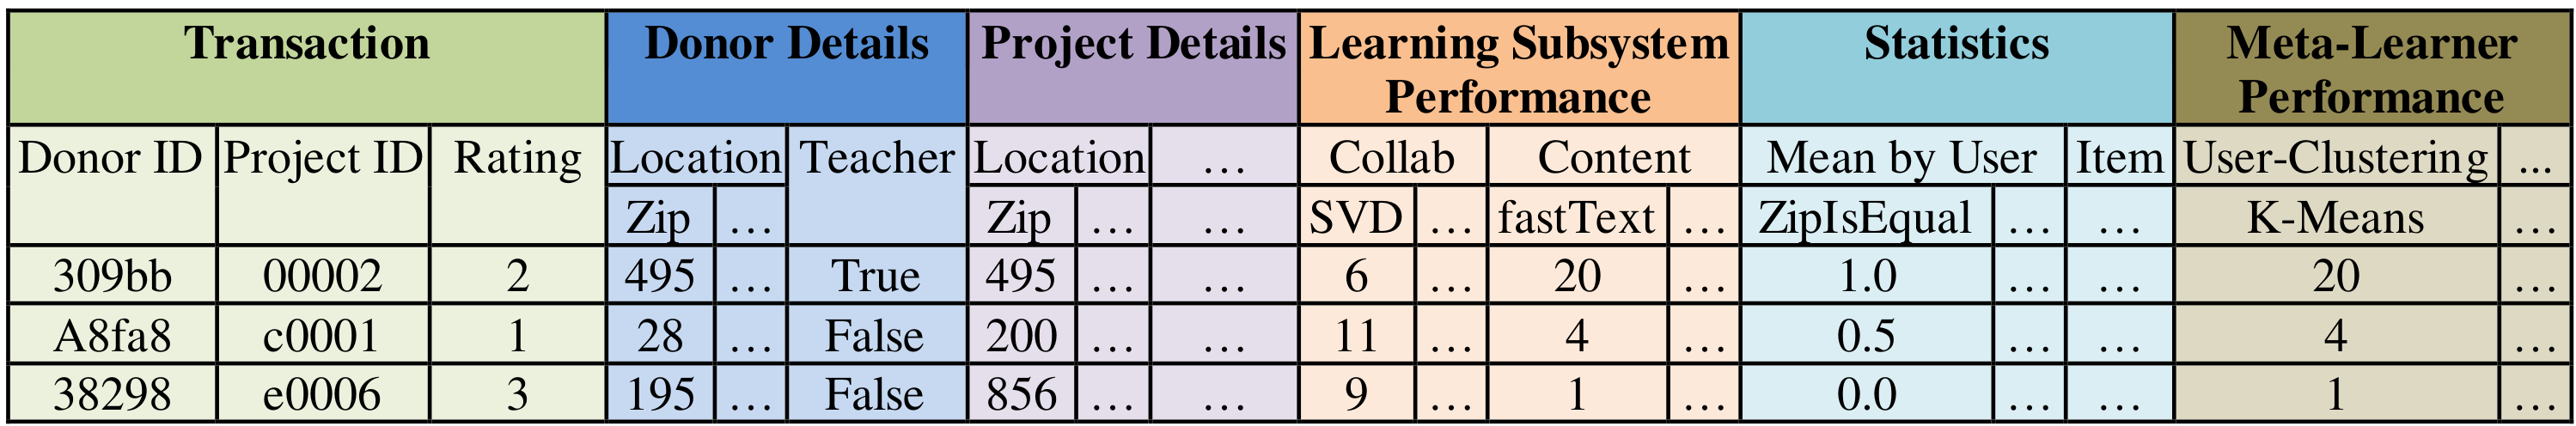 Transaction Donor Details Project Details Learning Subsystem Performance Statistics Meta-Learner Performance
Donor ID Project ID Rating Location Teacher Location … Collab Content Mean by User Item User-Clustering ...
Zip … Zip … … SVD … fastText … ZipIsEqual … … K-Means …
309bb 00002 2 495 … True 495 … … 6 … 20 … 1.0 … … 20 …
A8fa8 c0001 1 28 … False 200 … … 11 … 4 … 0.5 … … 4 …
38298 e0006 3 195 … False 856 … … 9 … 1 … 0.0 … … 1 …